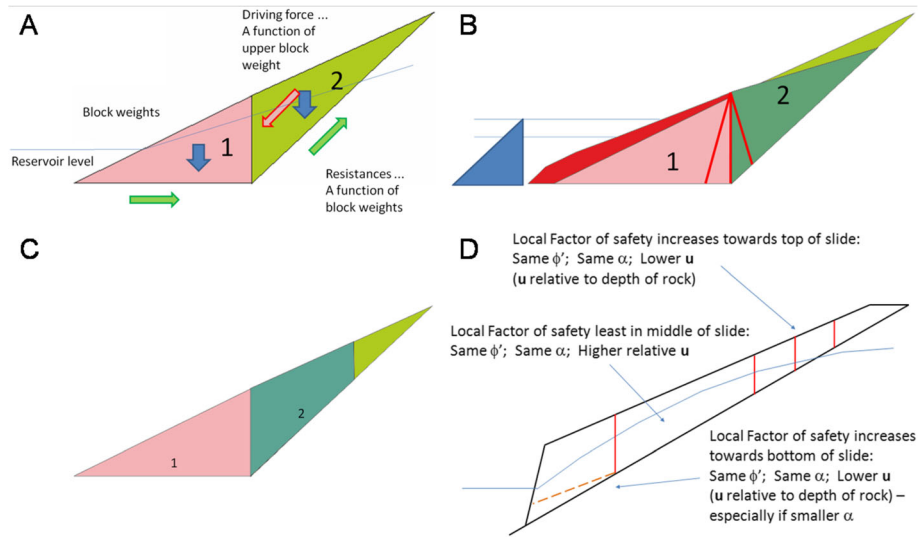 A
Driving force ...
A function of
upper block
weight
2
Block weights
1
Reservoir level
Resistances ...
A function of
block weights
B
2
1
C
2
1
D
Local Factor of safety increases towards top of slide:
Same ϕ’; Same α; Lower u
(u relative to depth of rock)
Local Factor of safety least in middle of slide:
Same ϕ’; Same α; Higher relative u
Local Factor of safety increases
towards bottom of slide:
Same ϕ’; Same α; Lower u
(u relative to depth of rock) –
especially if smaller α